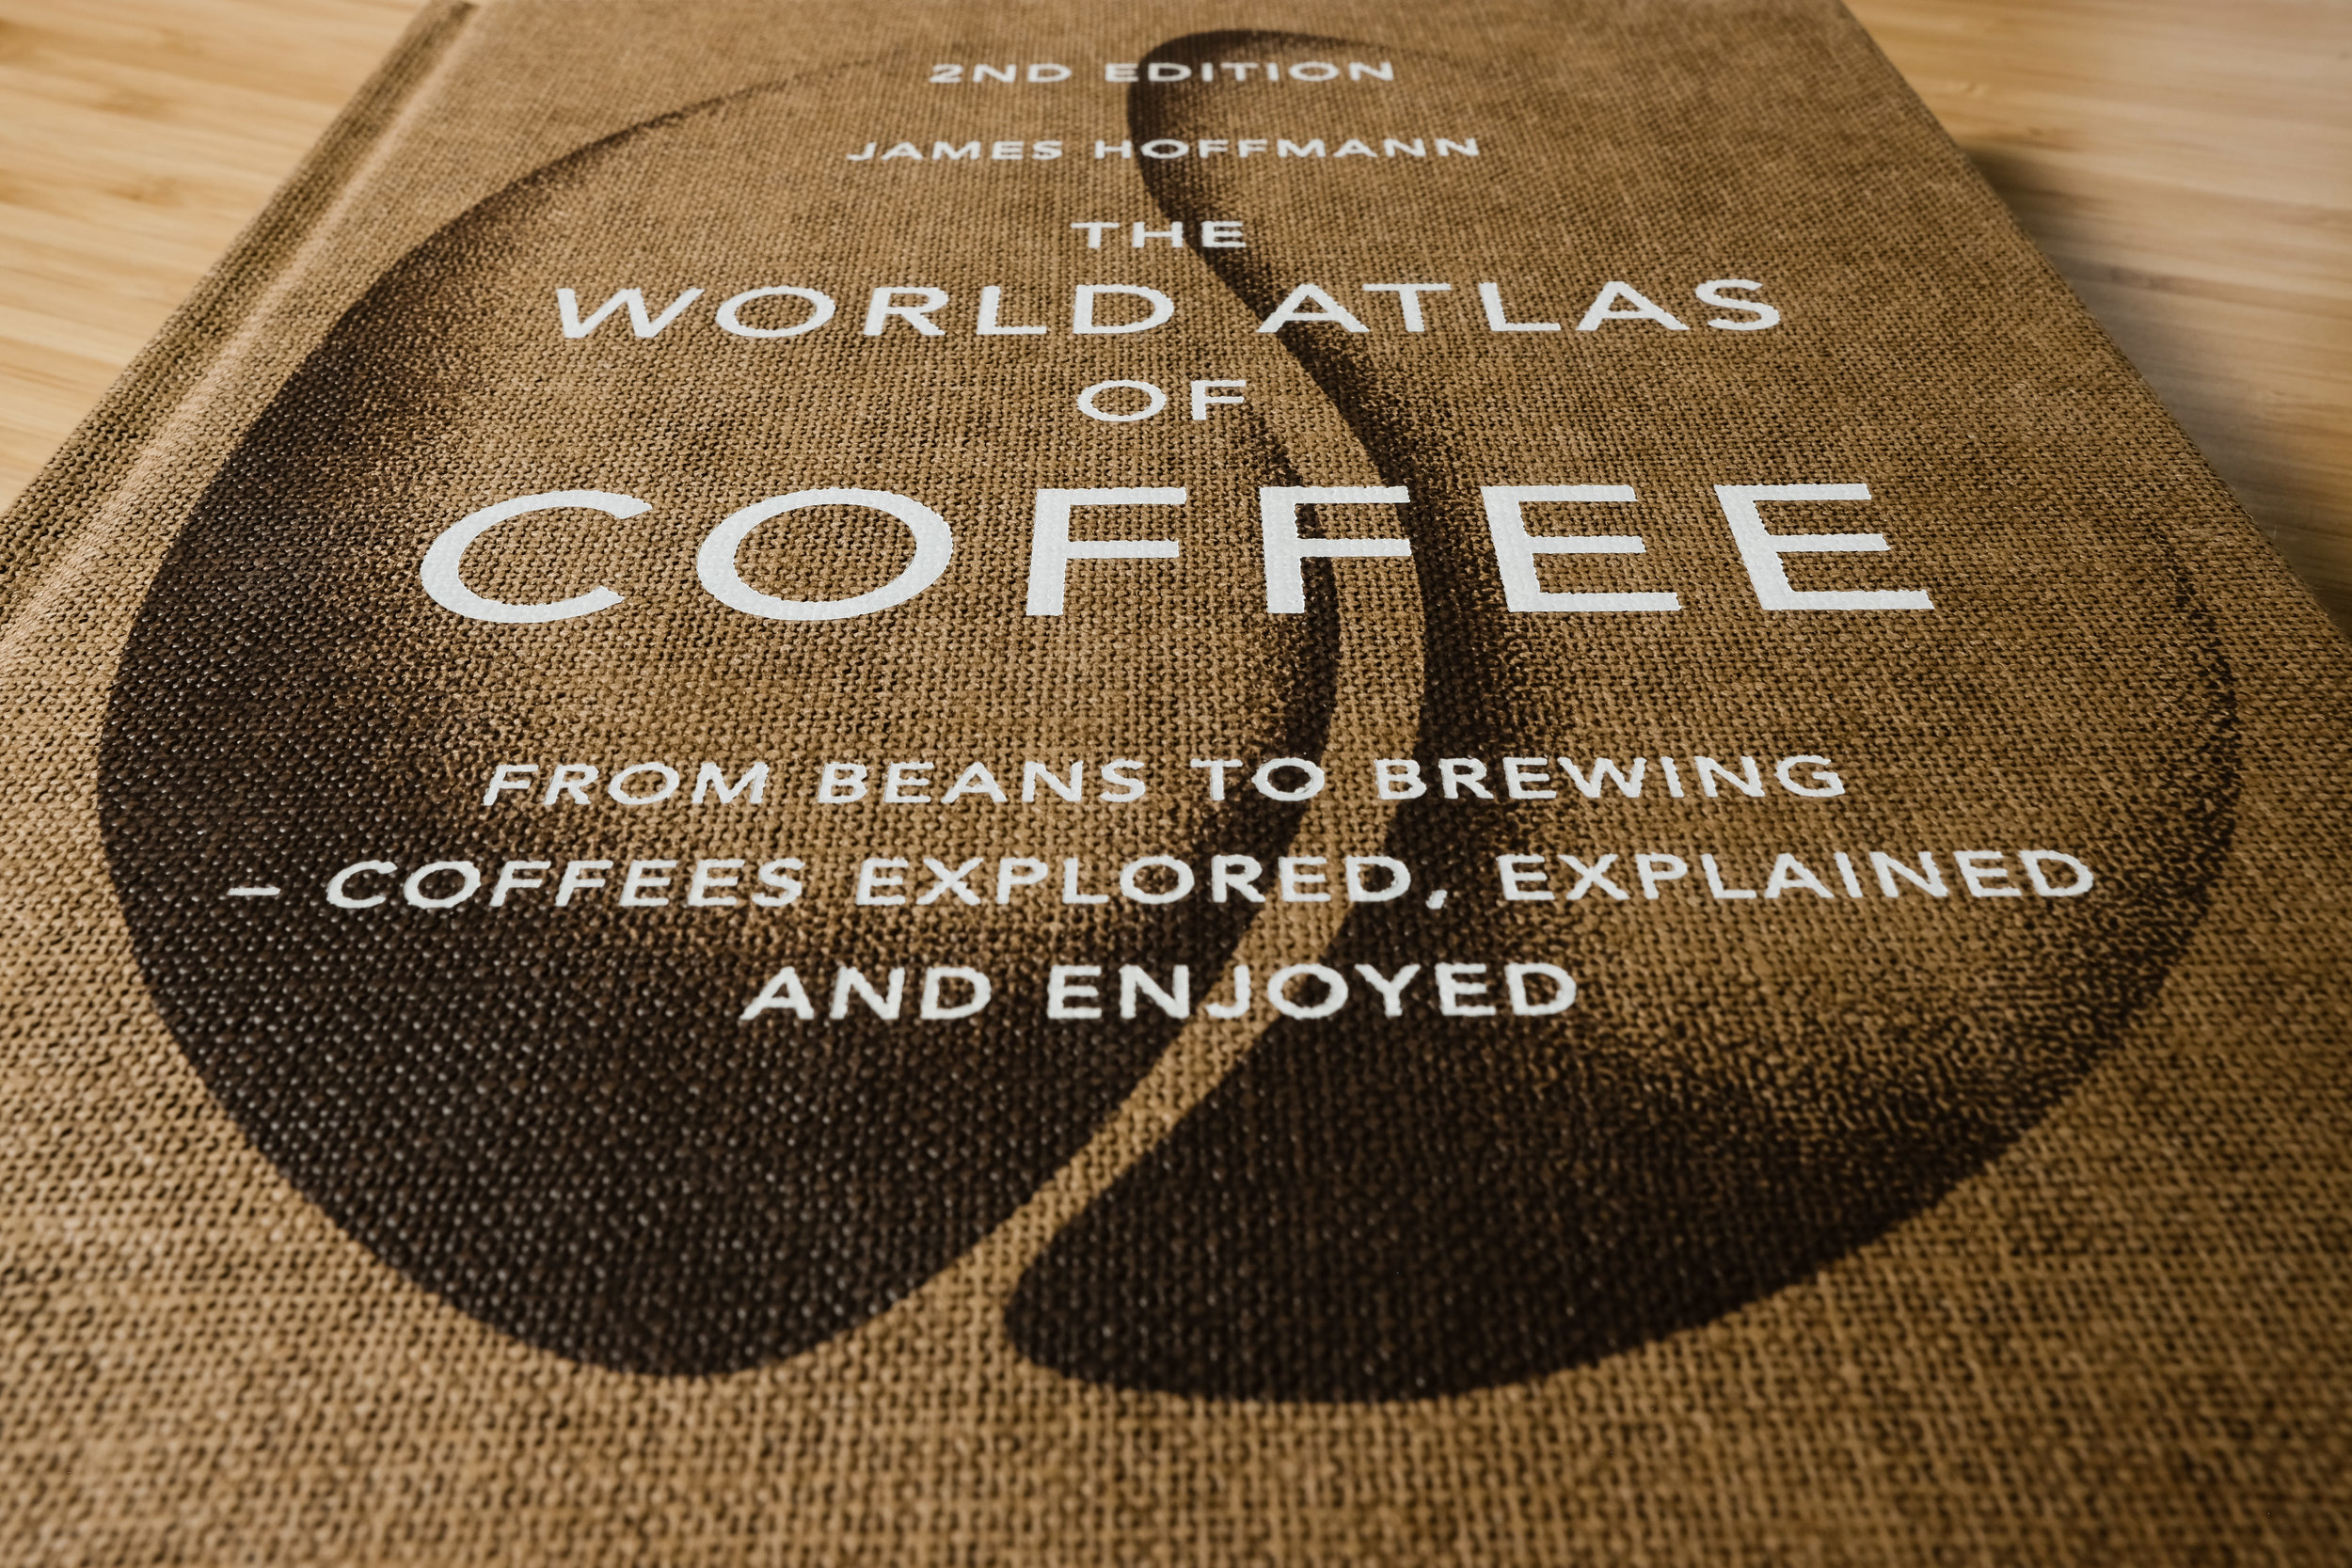 2ND EDITION
JAMES HOFFMANN
THE
WORLD ATLAS
OF
COFFEE
FROM BEANS TO BREWING
– COFFEES EXPLORED, EXPLAINED
AND ENJOYED